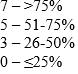 7 – >75%
5 – 51-75%
3 – 26-50%
0 – ≤25%